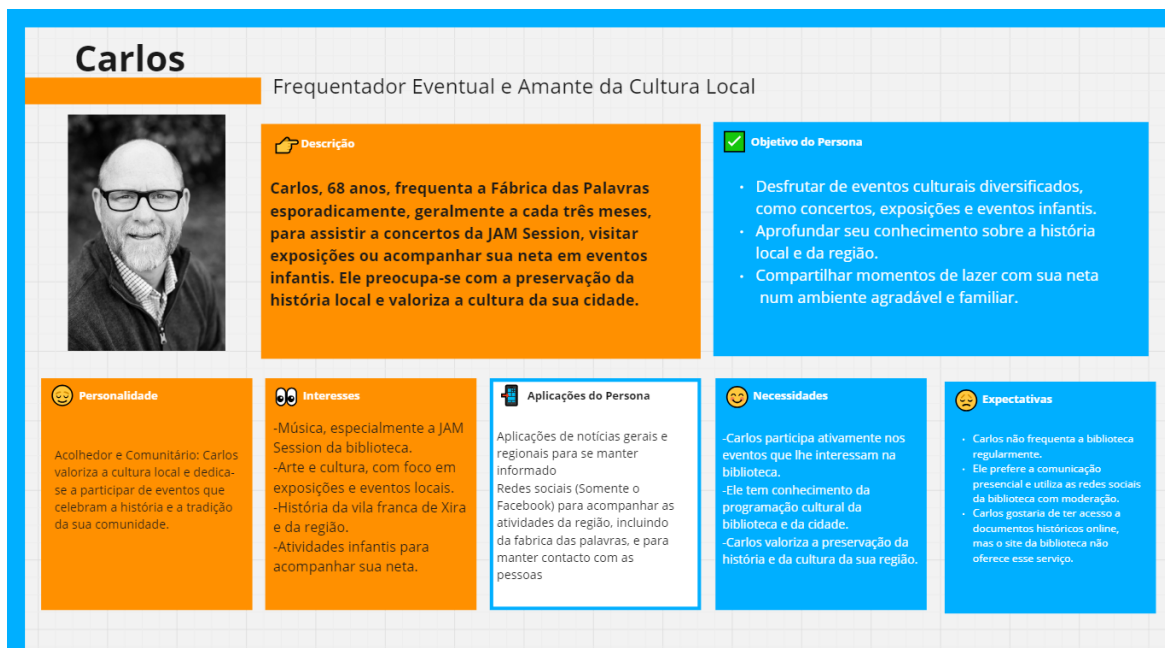 Carlos
Frequentador Eventual e Amante da Cultura Local
Descrição
Carlos, 68 anos, frequenta a Fábrica das Palavras
esporadicamente, geralmente a cada três meses,
para assistir a concertos da JAM Session, visitar
exposições ou acompanhar sua neta em eventos
infantis. Ele preocupa-se com a preservação da
história local e valoriza a cultura da sua cidade.
Objetivo do Persona
• Desfrutar de eventos culturais diversificados,
como concertos, exposições e eventos infantis.
• Aprofundar seu conhecimento sobre a história
local e da região.
• Compartilhar momentos de lazer com sua neta
num ambiente agradável e familiar.
Personalidade
Acolhedor e Comunitário: Carlos
valoriza a cultura local e dedica-
se a participar de eventos que
celebram a história e a tradição
da sua comunidade.
Interesses
-Música, especialmente a JAM
Session da biblioteca.
-Arte e cultura, com foco em
exposições e eventos locais.
-História da vila franca de Xira
e da região.
-Atividades infantis para
acompanhar sua neta.
Aplicações do Persona
Aplicações de notícias gerais e
regionais para se manter
informado
Redes sociais (Somente o
Facebook) para acompanhar as
atividades da região, incluindo
da fabrica das palavras, e para
manter contacto com as
pessoas
Necessidades
-Carlos participa ativamente nos
eventos que lhe interessam na
biblioteca.
-Ele tem conhecimento da
programação cultural da
biblioteca e da cidade.
-Carlos valoriza a preservação da
história e da cultura da sua região.
Expectativas
• Carlos não frequenta a biblioteca
regularmente.
• Ele prefere a comunicação
presencial e utiliza as redes sociais
da biblioteca com moderação.
• Carlos gostaria de ter acesso a
documentos históricos online,
mas o site da biblioteca não
oferece esse serviço.